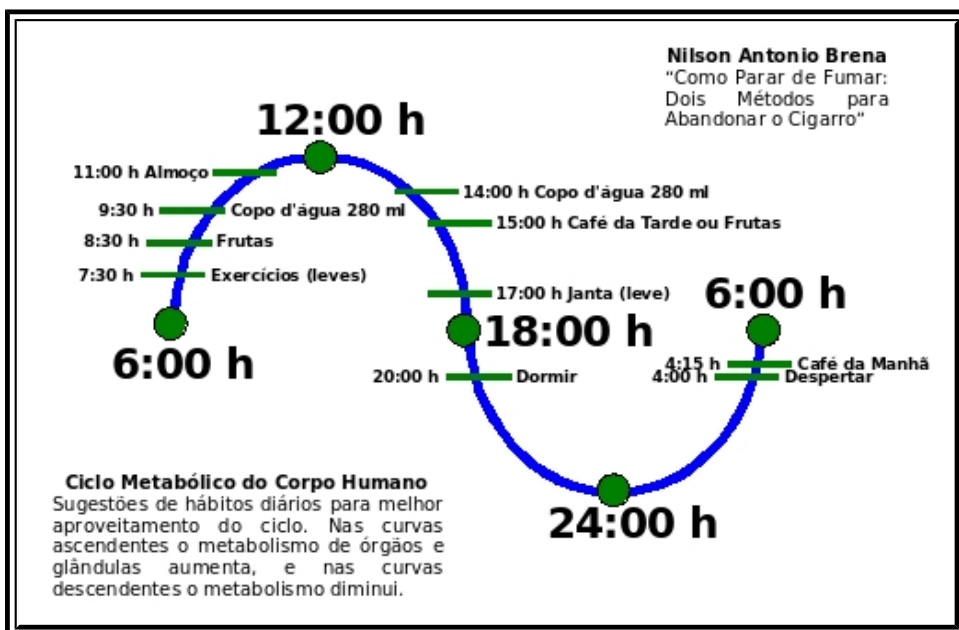 Nilson Antonio Brena
“Como Parar de Fumar:
Dois Métodos para
Abandonar o Cigarro“
12:00 h
11:00 h Almoço
14:00 h Copo d'água 280 ml
9:30 h Copo d'água 280 ml
15:00 h Café da Tarde ou Frutas
8:30 h Frutas
7:30 h Exercícios (leves)
17:00 h Janta (leve)
6:00 h
18:00 h
6:00 h
4:15 h Café da Manhã
20:00 h Dormir
4:00 h Despertar
Ciclo Metabólico do Corpo Humano
Sugestões de hábitos diários para melhor
aproveitamento do ciclo. Nas curvas
ascendentes o metabolismo de órgãos e
glândulas aumenta, e nas curvas
descendentes o metabolismo diminui.
24:00 h